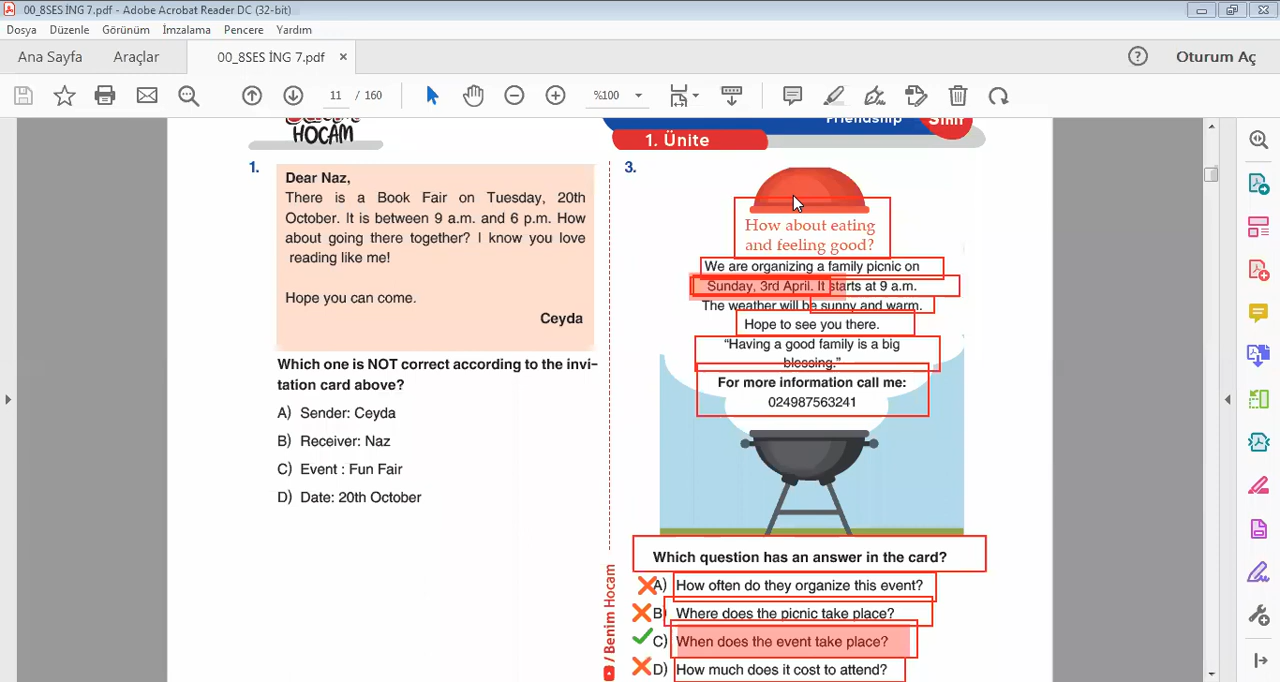 00_8SES İNG 7.pdf - Adobe Acrobat Reader DC (32-bit)
Dosya Düzenle Görünüm İmzalama Pencere Yardım
Ana Sayfa Araçlar 00_8SES İNG 7.pdf × Oturum Aç
11 / 160 %100
HOCAM
Friendship
Sınıf
1. Ünite
1.
Dear Naz,
There is a Book Fair on Tuesday, 20th
October. It is between 9 a.m. and 6 p.m. How
about going there together? I know you love
reading like me!
Hope you can come.
Ceyda
Which one is NOT correct according to the invi-
tation card above?
A) Sender: Ceyda
B) Receiver: Naz
C) Event : Fun Fair
D) Date: 20th October
/ Benim Hocam
3.
How about eating
and feeling good?
We are organizing a family picnic on
Sunday, 3rd April. It starts at 9 a.m.
The weather will be sunny and warm.
Hope to see you there.
“Having a good family is a big
blessing.”
For more information call me:
024987563241
Which question has an answer in the card?
A) How often do they organize this event?
B) Where does the picnic take place?
C) When does the event take place?
D) How much does it cost to attend?